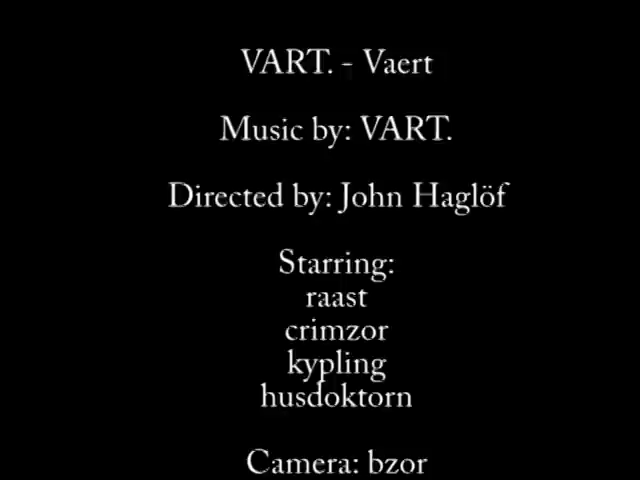 VART. - Vaert
Music by: VART.
Directed by: John Haglöf
Starring:
raast
crimzor
kypling
husdoktorn
Camera: bzor